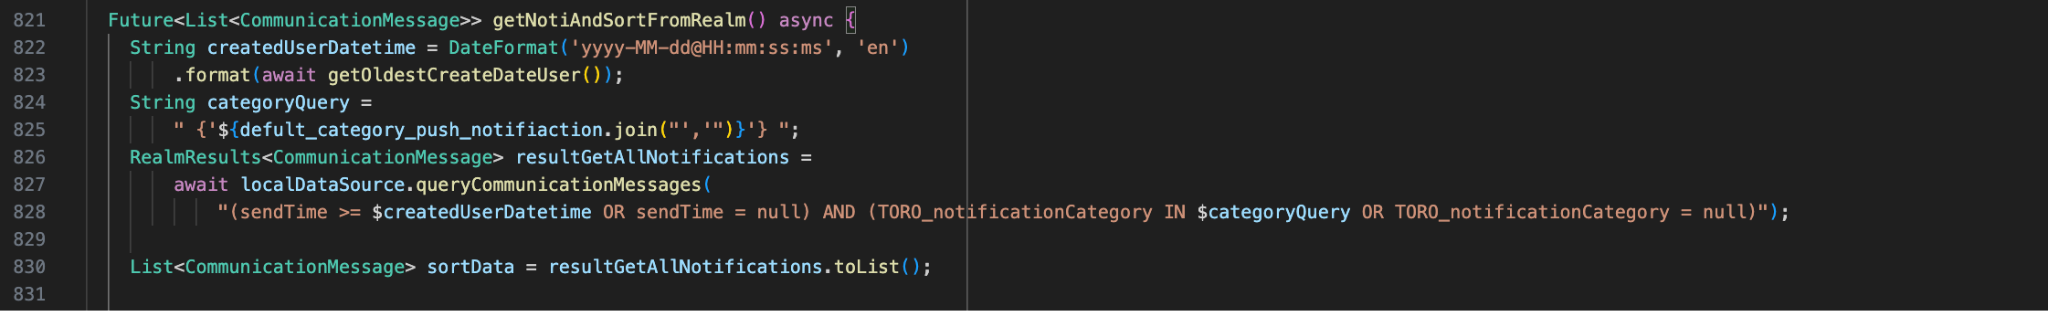 821 Future<List<CommunicationMessage>> getNotiAndSortFromRealm() async {
822 String createdUserDatetime = DateFormat('yyyy-MM-dd@HH:mm:ss:ms', 'en')
823 .format(await getOldestCreateDateUser());
824 String categoryQuery =
825 " {'${defult_category_push_notifiaction.join("','")}'} ";
826 RealmResults<CommunicationMessage> resultGetAllNotifications =
827 await localDataSource.queryCommunicationMessages(
828 "(sendTime >= $createdUserDatetime OR sendTime = null) AND (TORO_notificationCategory IN $categoryQuery OR TORO_notificationCategory = null)");
829
830 List<CommunicationMessage> sortData = resultGetAllNotifications.toList();
831